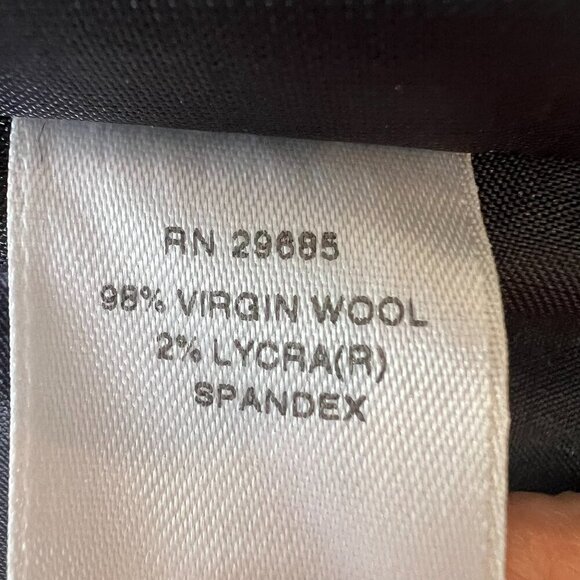 RN 29685
98% VIRGIN WOOL
2% LYCRA(R)
SPANDEX